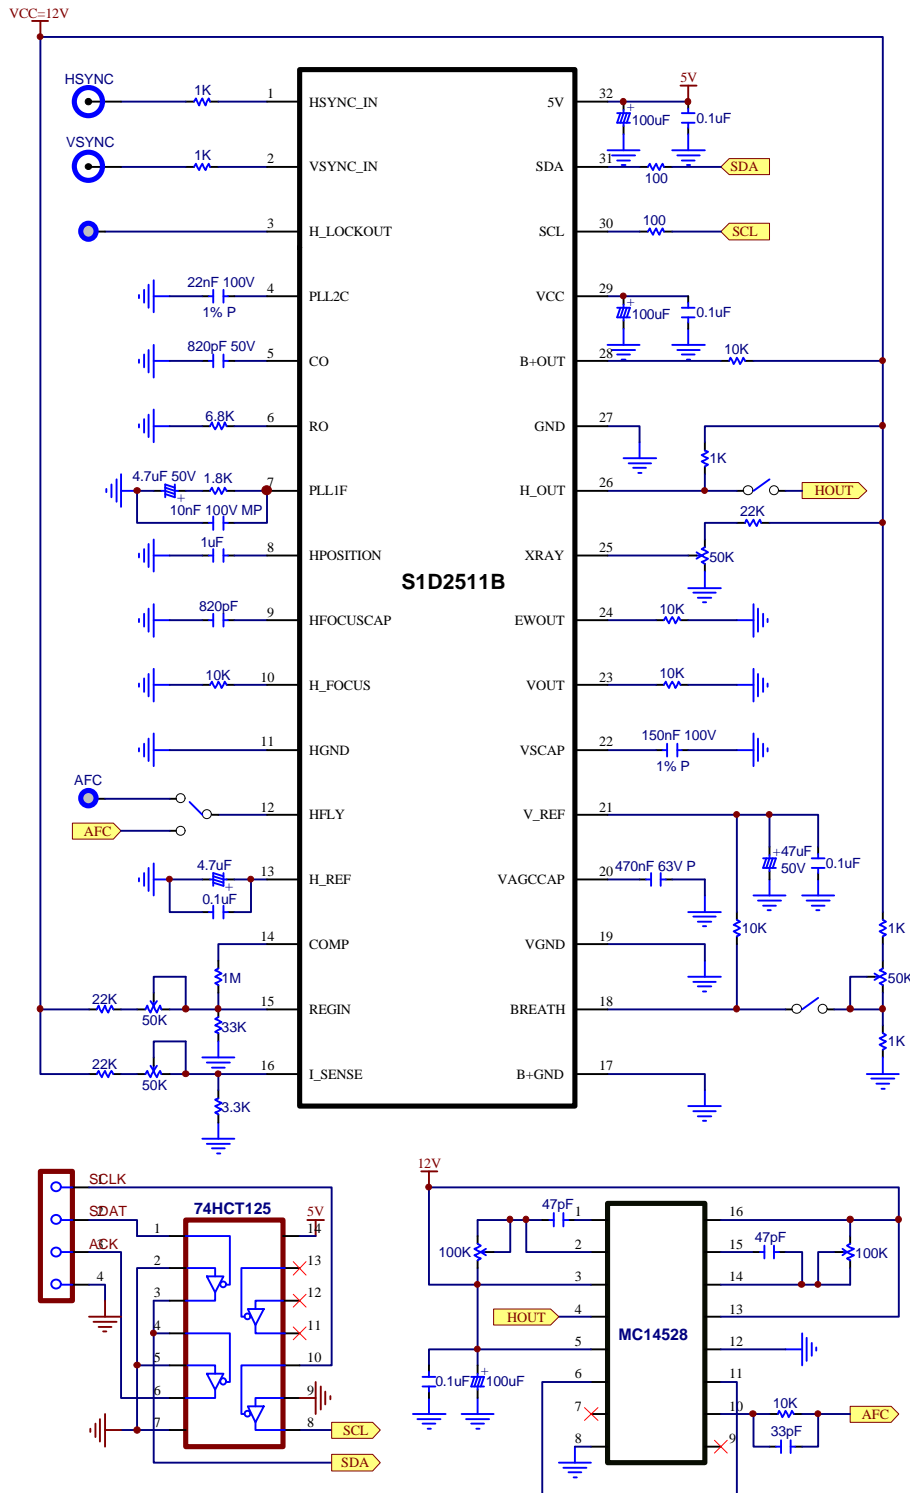 VCC=12V
HSYNC
1K
1
HSYNC_IN
5V
32
5V
100uF
0.1uF
VSYNC
1K
2
VSYNC_IN
SDA
31
100
SDA
3
H_LOCKOUT
SCL
30
100
SCL
22nF 100V
1% P
4
PLL2C
VCC
29
100uF
0.1uF
820pF 50V
5
CO
B+OUT
28
10K
6.8K
6
RO
GND
27
1K
4.7uF 50V
1.8K
7
PLL1F
H_OUT
26
HOUT
10nF 100V MP
22K
1uF
8
HPOSITION
XRAY
25
50K
S1D2511B
820pF
9
HFOCUSCAP
EWOUT
24
10K
10K
10
H_FOCUS
VOUT
23
10K
11
HGND
VSCAP
22
150nF 100V
1% P
AFC
AFC
12
HFLY
V_REF
21
47uF
50V
0.1uF
4.7uF
0.1uF
13
H_REF
VAGCCAP
20
470nF 63V P
10K
1K
14
COMP
VGND
19
1M
50K
22K
50K
15
REGIN
BREATH
18
33K
1K
22K
50K
16
I_SENSE
B+GND
17
3.3K
SCLK
1
SDAT
2
ACK
3
4
74HCT125
5V
1
14
2
13
3
12
4
11
5
10
6
9
7
8
SCL
SDA
12V
47pF
1
16
100K
2
15
47pF
100K
3
14
HOUT
4
13
MC14528
5
12
0.1uF
100uF
6
11
7
10
10K
AFC
33pF
8
9